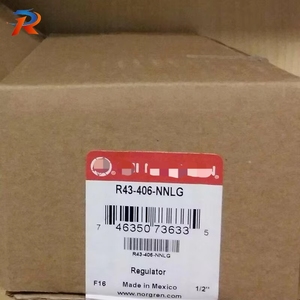 R
R43-406-NNLG
7 46350 73633 5
R43-406-NNLG
Regulator
F16 Made in Mexico 1/2"
www.norgren.com